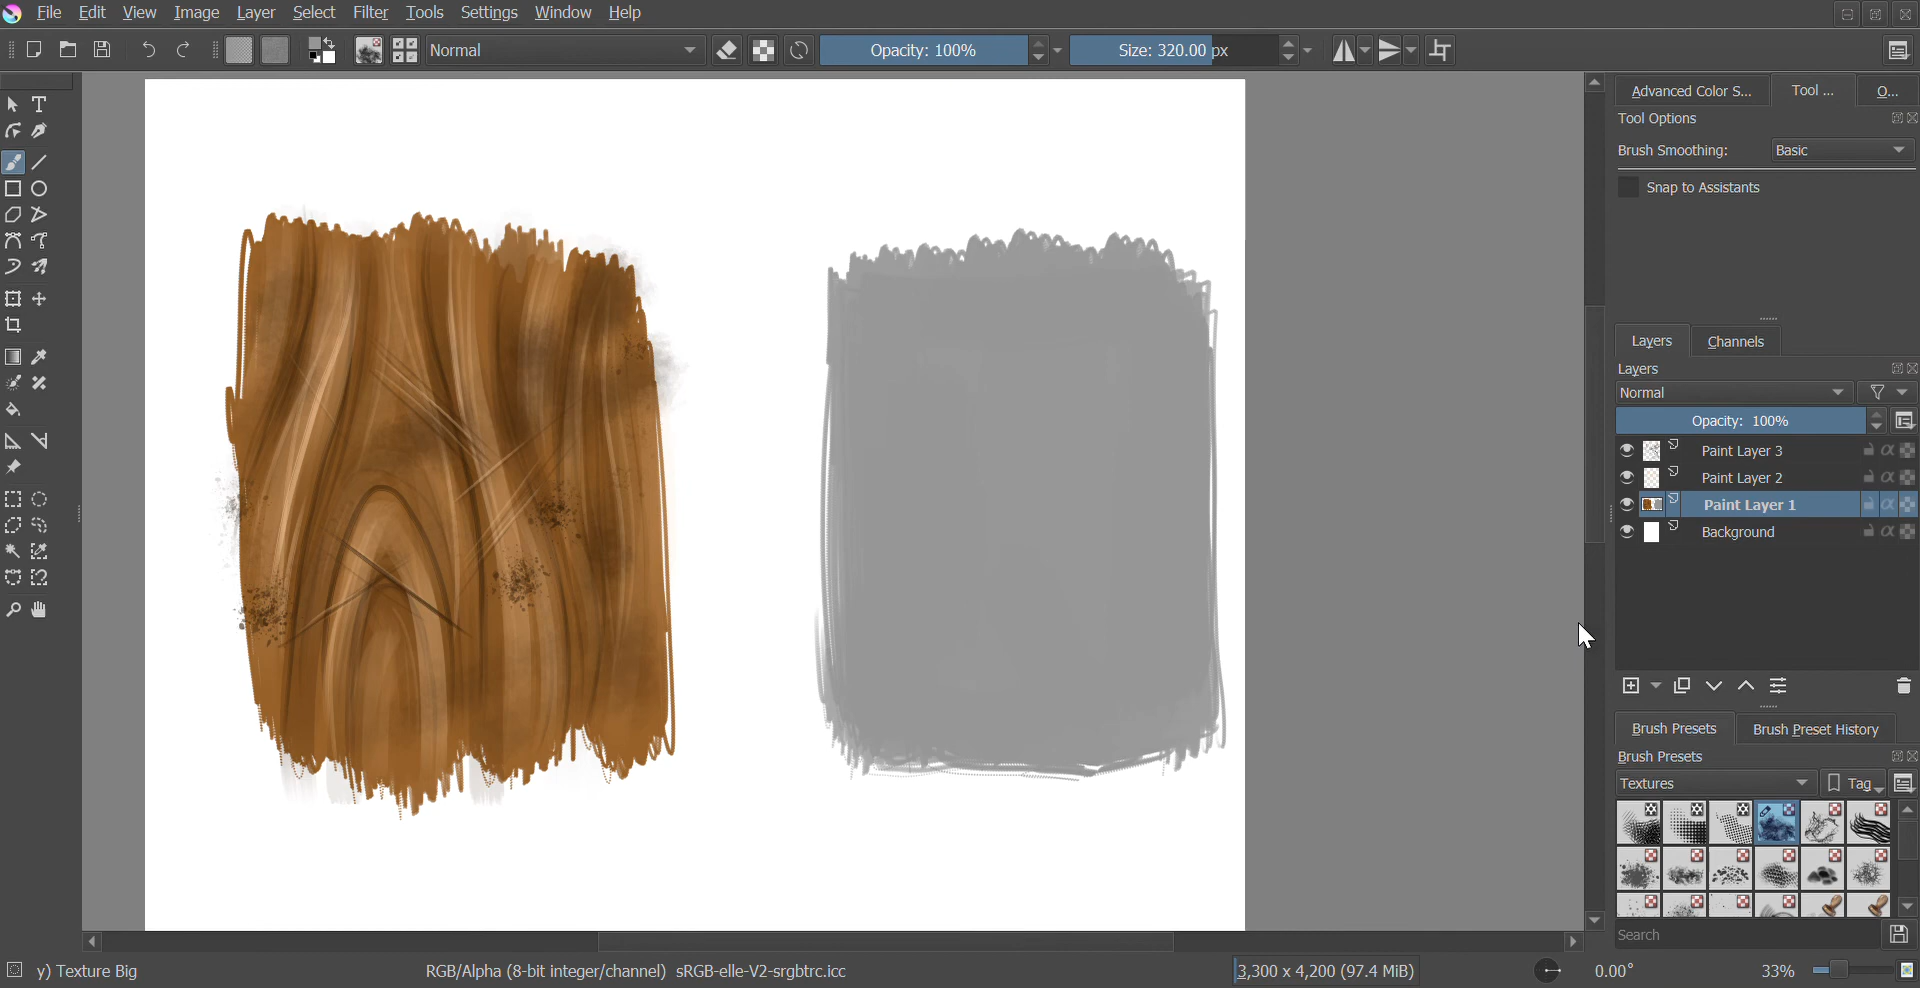 File Edit View Image Layer Select Filter Tools Settings Window Help
Normal Opacity: 100% Size: 320.00 px
Advanced Color S... Tool ... O...
Tool Options
Brush Smoothing: Basic
Snap to Assistants
Layers Channels
Layers
Normal
Opacity: 100%
Paint Layer 3
Paint Layer 2
Paint Layer 1
Background
Brush Presets Brush Preset History
Brush Presets
Textures Tag
Search
y) Texture Big RGB/Alpha (8-bit integer/channel) sRGB-elle-V2-srgbtrc.icc 3,300 x 4,200 (97.4 MiB) 0.00° 33%